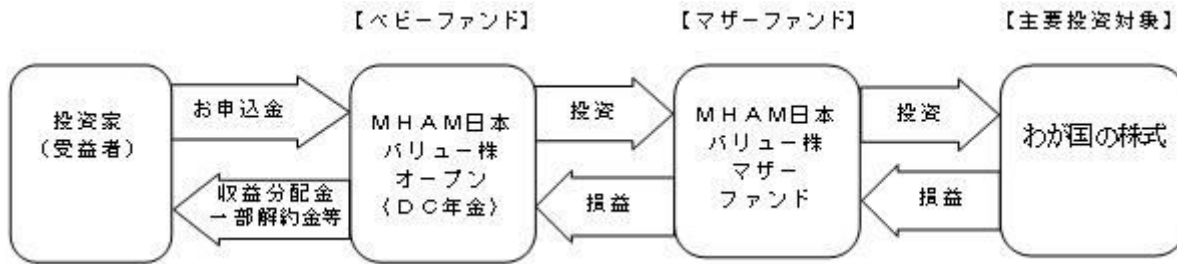 【ベビーファンド】
【マザーファンド】
【主要投資対象】
投資家
（受益者）
お申込金
収益分配金
一部解約金等
ＭＨＡＭ日本
バリュー株
オープン
〈ＤＣ年金〉
投資
損益
ＭＨＡＭ日本
バリュー株
マザー
ファンド
投資
損益
わが国の株式